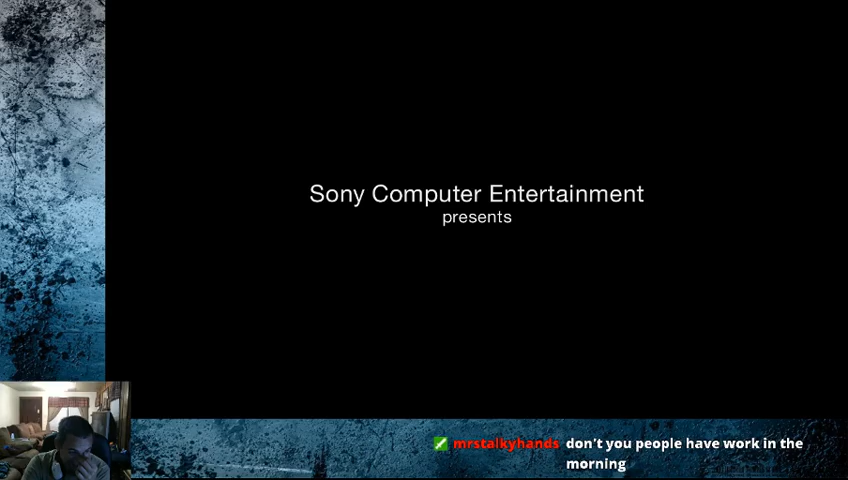 Sony Computer Entertainment
presents
mrstalkyhands don't you people have work in the
morning